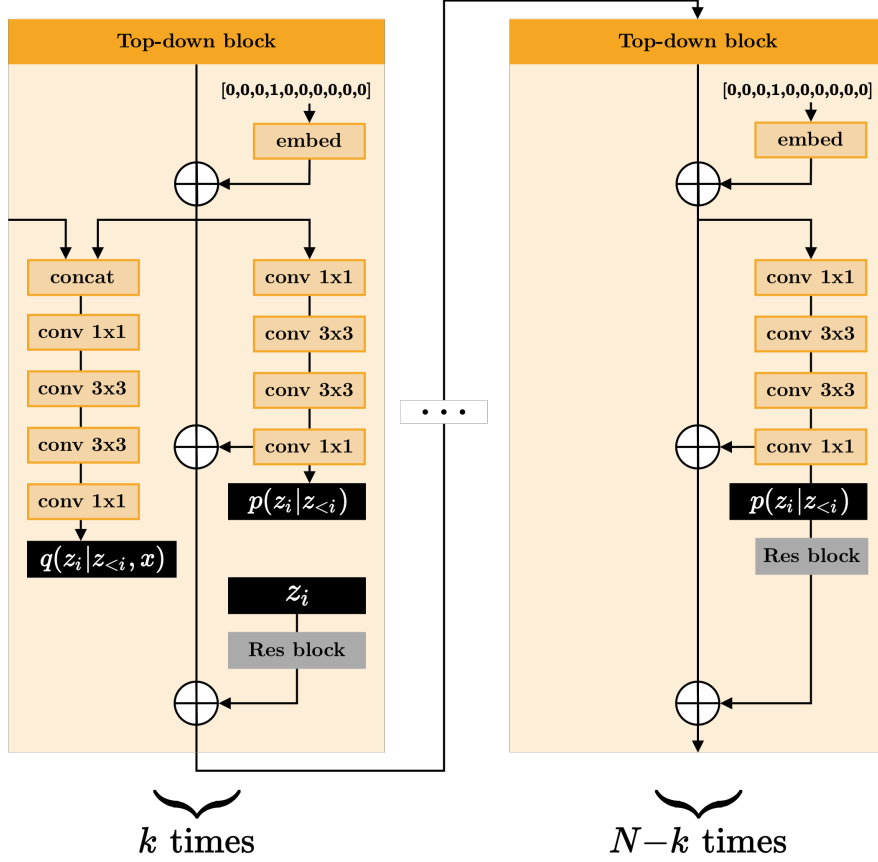 Top-down block
[0,0,0,1,0,0,0,0,0,0]
embed
concat
conv 1x1
conv 3x3
conv 3x3
conv 1x1
q(z_i|z_{<i}, x)
conv 1x1
conv 3x3
conv 3x3
conv 1x1
p(z_i|z_{<i})
z_i
Res block
k times
...
Top-down block
[0,0,0,1,0,0,0,0,0,0]
embed
conv 1x1
conv 3x3
conv 3x3
conv 1x1
p(z_i|z_{<i})
Res block
N−k times